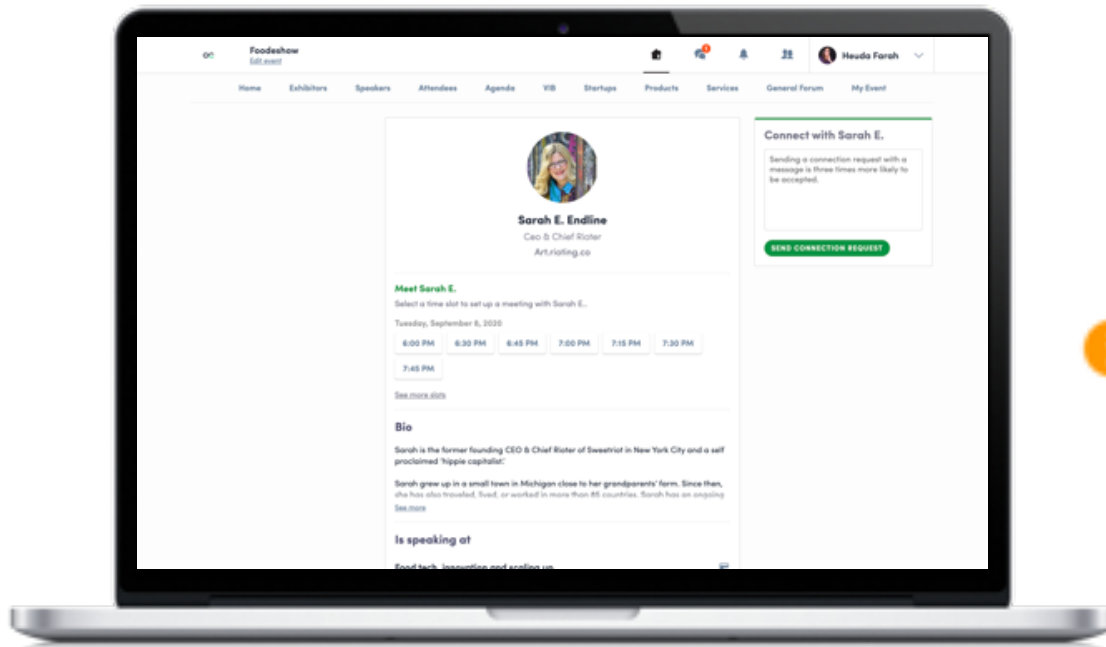 Foodeshow
Edit event
Heuda Farah
Home Exhibitors Speakers Attendees Agenda VIB Startups Products Services General Forum My Event
Sarah E. Endline
Ceo & Chief Rioter
Art.rioting.co
Connect with Sarah E.
Sending a connection request with a
message is three times more likely to
be accepted.
SEND CONNECTION REQUEST
Meet Sarah E.
Select a time slot to set up a meeting with Sarah E..
Tuesday, September 8, 2020
6:00 PM 6:30 PM 6:45 PM 7:00 PM 7:15 PM 7:30 PM
7:45 PM
See more slots
Bio
Sarah is the former founding CEO & Chief Rioter of Sweetriot in New York City and a self
proclaimed 'hippie capitalist.'
Sarah grew up in a small town in Michigan close to her grandparents' farm. Since then,
she has also traveled, lived, or worked in more than 85 countries. Sarah has an ongoing
See more
Is speaking at
Food tech, innovation and scaling up